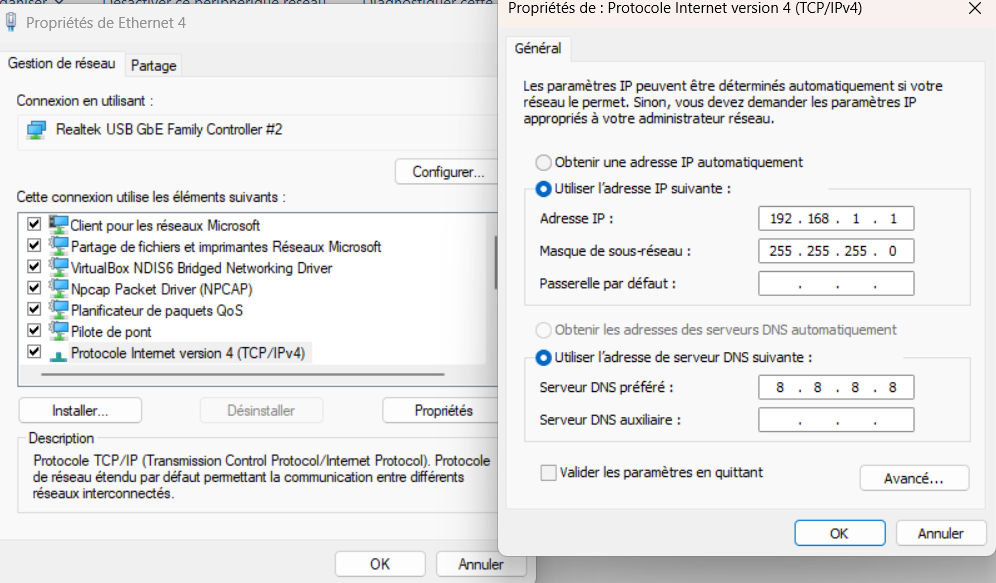 Propriétés de Ethernet 4
Gestion de réseau
Partage
Connexion en utilisant :
Realtek USB GbE Family Controller #2
Configurer...
Cette connexion utilise les éléments suivants :
Client pour les réseaux Microsoft
Partage de fichiers et imprimantes Réseaux Microsoft
VirtualBox NDIS6 Bridged Networking Driver
Npcap Packet Driver (NPCAP)
Planificateur de paquets QoS
Pilote de pont
Protocole Internet version 4 (TCP/IPv4)
Installer...
Désinstaller
Propriétés
Description
Protocole TCP/IP (Transmission Control Protocol/Internet Protocol). Protocole
de réseau étendu par défaut permettant la communication entre différents
réseaux interconnectés.
OK
Annuler
Propriétés de : Protocole Internet version 4 (TCP/IPv4)
Général
Les paramètres IP peuvent être déterminés automatiquement si votre
réseau le permet. Sinon, vous devez demander les paramètres IP
appropriés à votre administrateur réseau.
Obtenir une adresse IP automatiquement
Utiliser l'adresse IP suivante :
Adresse IP : 192 . 168 . 1 . 1
Masque de sous-réseau : 255 . 255 . 255 . 0
Passerelle par défaut : . . .
Obtenir les adresses des serveurs DNS automatiquement
Utiliser l'adresse de serveur DNS suivante :
Serveur DNS préféré : 8 . 8 . 8 . 8
Serveur DNS auxiliaire : . . .
Valider les paramètres en quittant
Avancé...
OK
Annuler